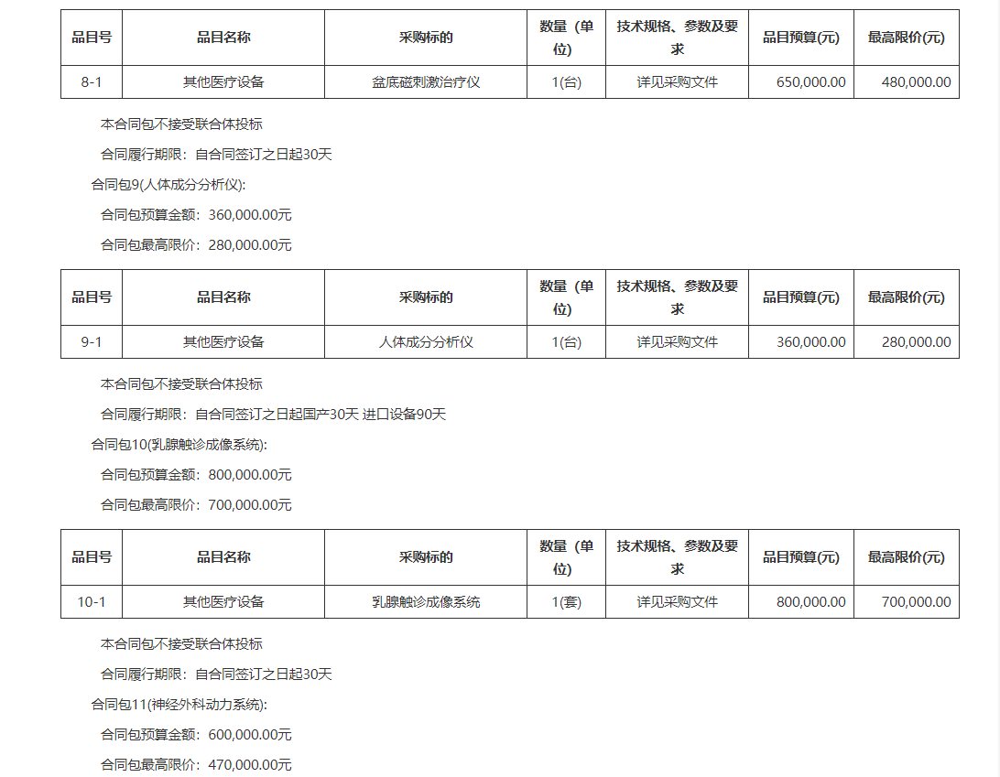 品目号 品目名称 采购标的 数量（单位） 技术规格、参数及要求 品目预算(元) 最高限价(元)
8-1 其他医疗设备 盆底磁刺激治疗仪 1(台) 详见采购文件 650,000.00 480,000.00
本合同包不接受联合体投标
合同履行期限：自合同签订之日起30天
合同包9(人体成分分析仪):
合同包预算金额：360,000.00元
合同包最高限价：280,000.00元
品目号 品目名称 采购标的 数量（单位） 技术规格、参数及要求 品目预算(元) 最高限价(元)
9-1 其他医疗设备 人体成分分析仪 1(台) 详见采购文件 360,000.00 280,000.00
本合同包不接受联合体投标
合同履行期限：自合同签订之日起国产30天 进口设备90天
合同包10(乳腺触诊成像系统):
合同包预算金额：800,000.00元
合同包最高限价：700,000.00元
品目号 品目名称 采购标的 数量（单位） 技术规格、参数及要求 品目预算(元) 最高限价(元)
10-1 其他医疗设备 乳腺触诊成像系统 1(套) 详见采购文件 800,000.00 700,000.00
本合同包不接受联合体投标
合同履行期限：自合同签订之日起30天
合同包11(神经外科动力系统):
合同包预算金额：600,000.00元
合同包最高限价：470,000.00元